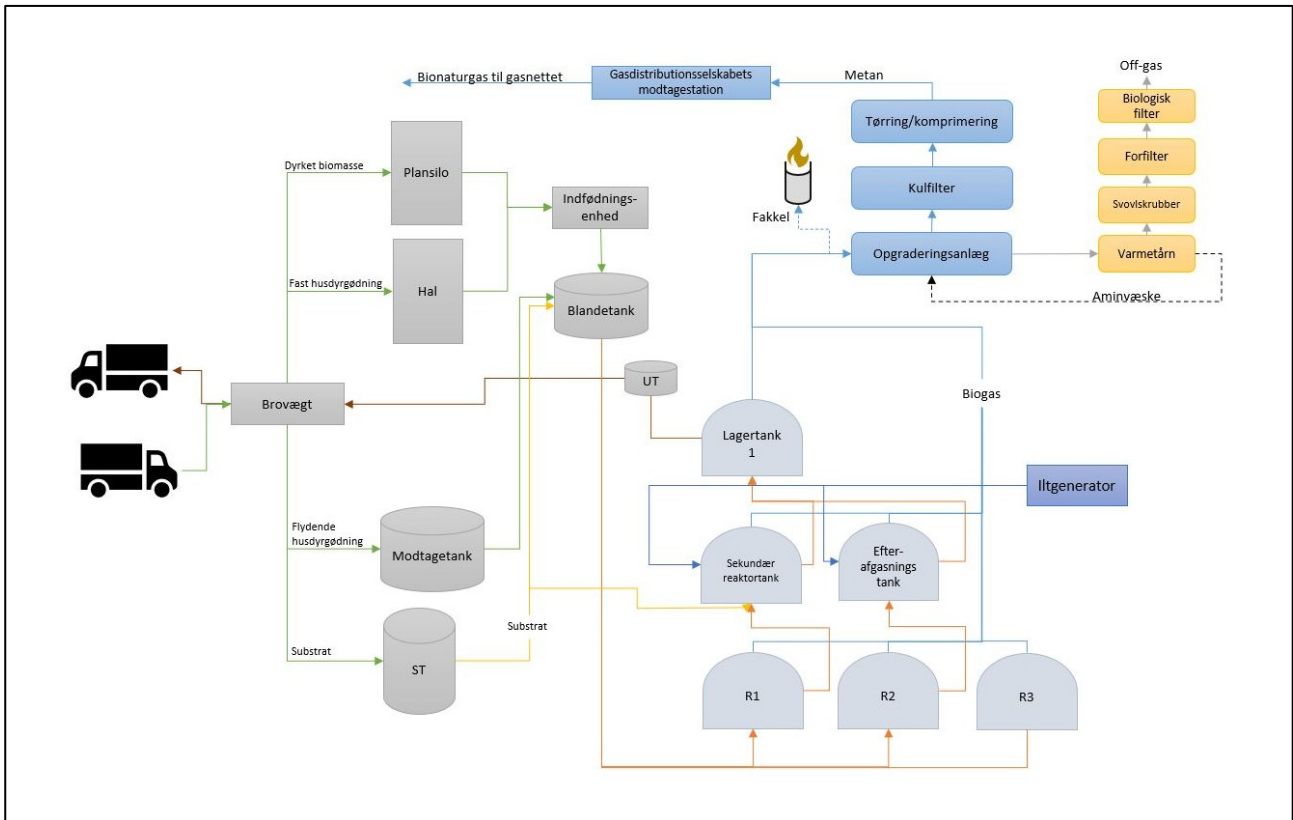 Off-gas
Bionaturgas til gasnettet
Gasdistributionsselskabets
modtagestation
Metan
Biologisk
filter
Tørring/komprimering
Forfilter
Dyrket biomasse
Plansilo
Kulfilter
Svovlskrubber
Indfødnings-
enhed
Fakkel
Opgraderingsanlæg
Varmetårn
Fast husdyrgødning
Hal
Aminvæske
Blandetank
UT
Brovægt
Biogas
Lagertank
1
Iltgenerator
Flydende
husdyrgødning
Modtagetank
Sekundær
reaktortank
Efter-
afgasnings
tank
Substrat
Substrat
ST
R1
R2
R3